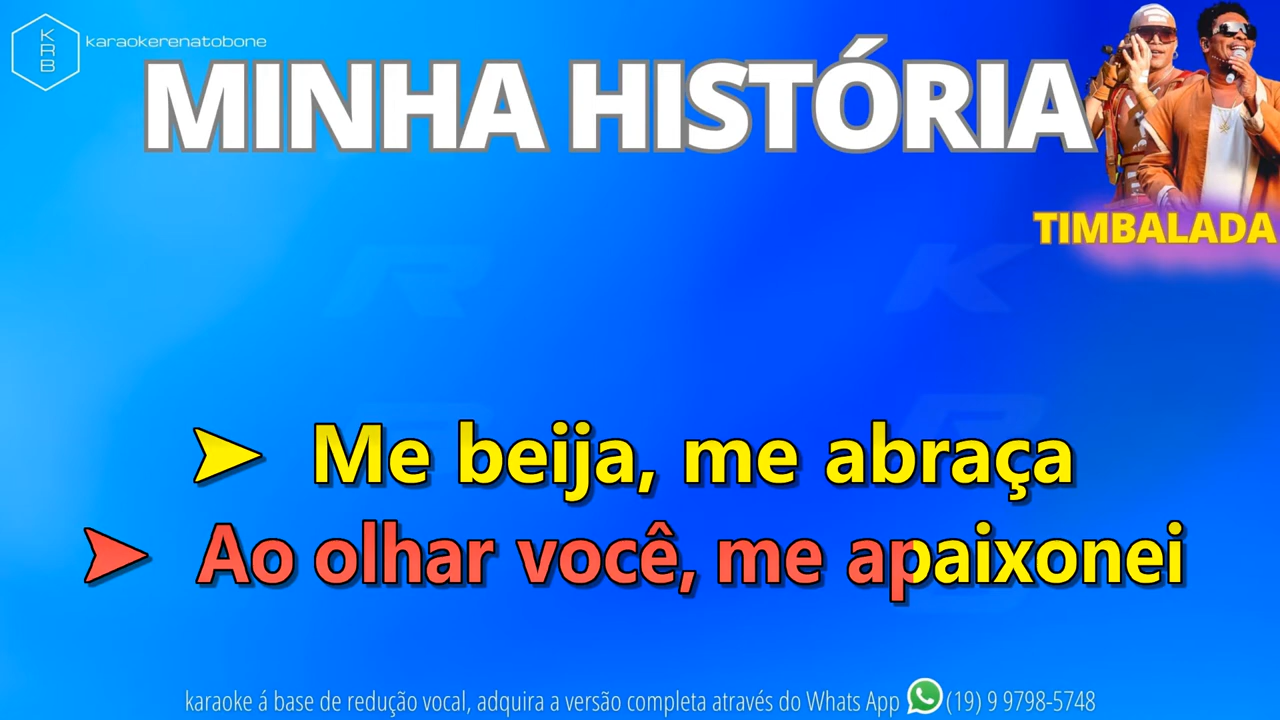 KRB
karaokerenatobone
MINHA HISTÓRIA
TIMBALADA
Me beija, me abraça
Ao olhar você, me apaixonei
karaoke á base de redução vocal, adquira a versão completa através do Whats App (19) 9 9798-5748